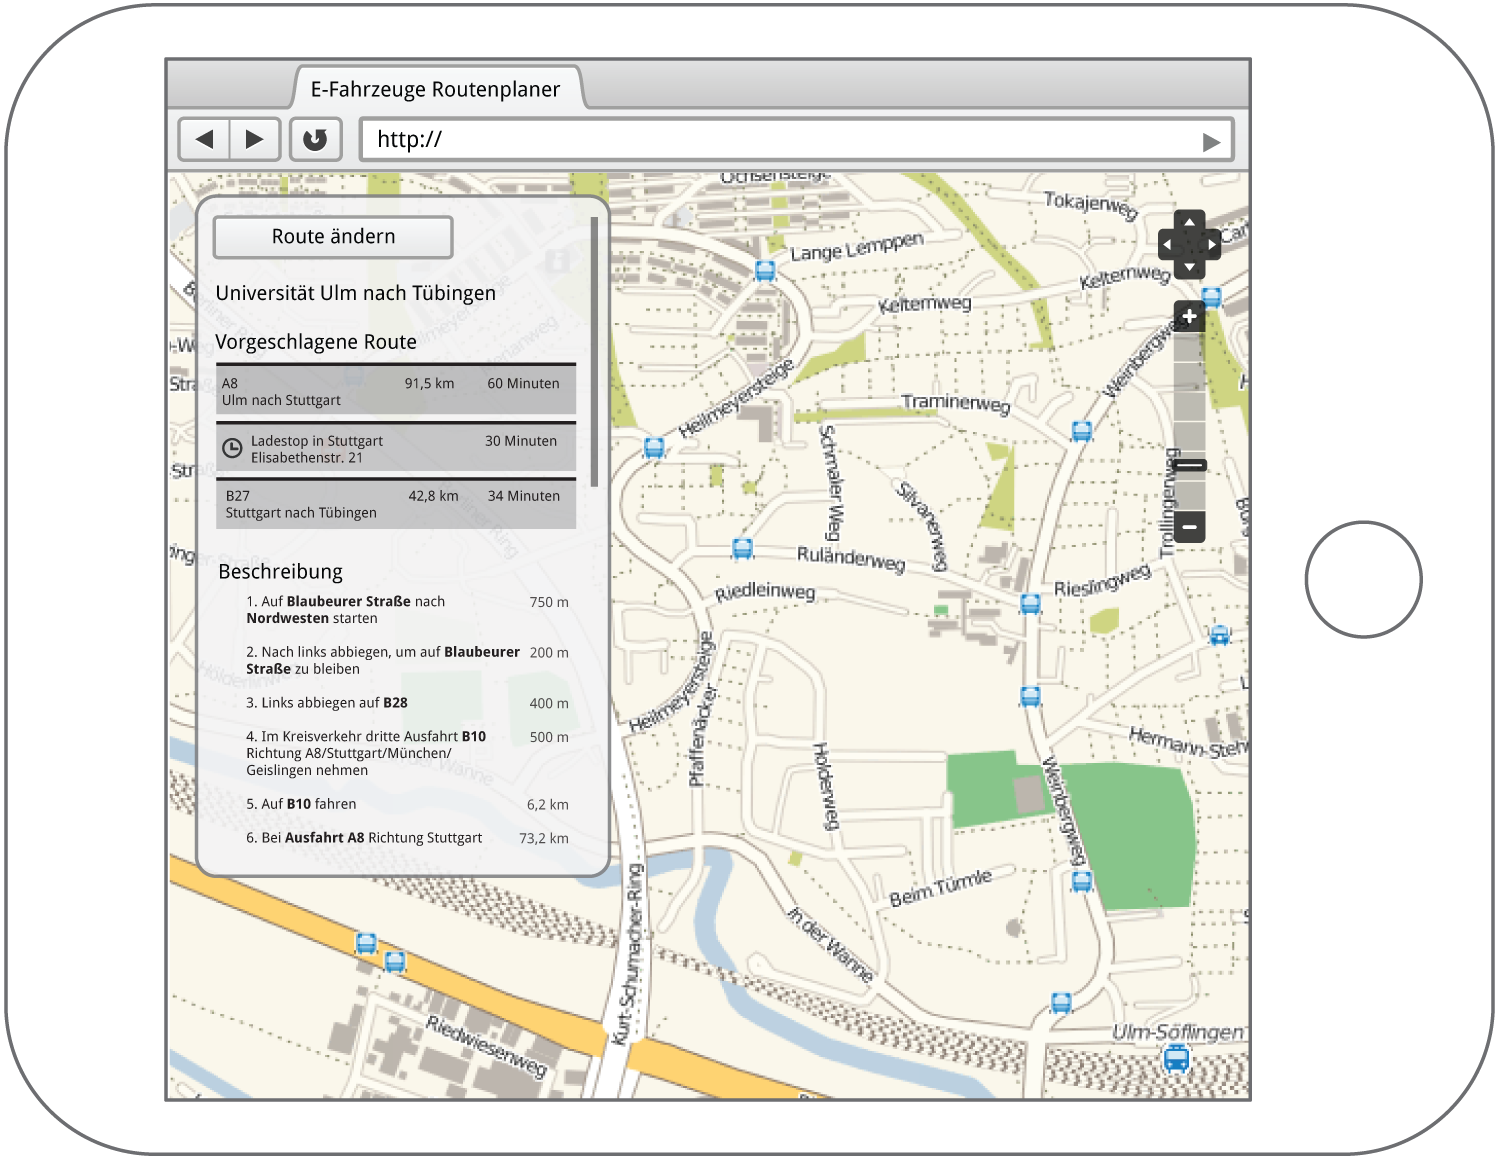 E-Fahrzeuge Routenplaner
http://
Route ändern
Universität Ulm nach Tübingen
Vorgeschlagene Route
A8 91,5 km 60 Minuten
Ulm nach Stuttgart
Ladestop in Stuttgart 30 Minuten
Elisabethenstr. 21
B27 42,8 km 34 Minuten
Stuttgart nach Tübingen
Beschreibung
1. Auf Blaubeurer Straße nach 750 m
Nordwesten starten
2. Nach links abbiegen, um auf Blaubeurer 200 m
Straße zu bleiben
3. Links abbiegen auf B28 400 m
4. Im Kreisverkehr dritte Ausfahrt B10 500 m
Richtung A8/Stuttgart/München/
Geislingen nehmen
5. Auf B10 fahren 6,2 km
6. Bei Ausfahrt A8 Richtung Stuttgart 73,2 km
Ochsensteige
Tokajerweg
Lange Lemppen
Kelternweg
Kelternweg
Weinbergweg
Heilmeyersteige
Traminerweg
Schmaler Weg
Silvanerweg
Trollingerweg
Ruländerweg
Rieslingweg
Riedleinweg
Heilmeyersteige
Pfaffenäcker
Holderweg
Hermann-Stehr
Weinbergweg
Beim Türmle
In der Wanne
Kurt-Schumacher-Ring
Riedwiesenweg
Ulm-Söflingen